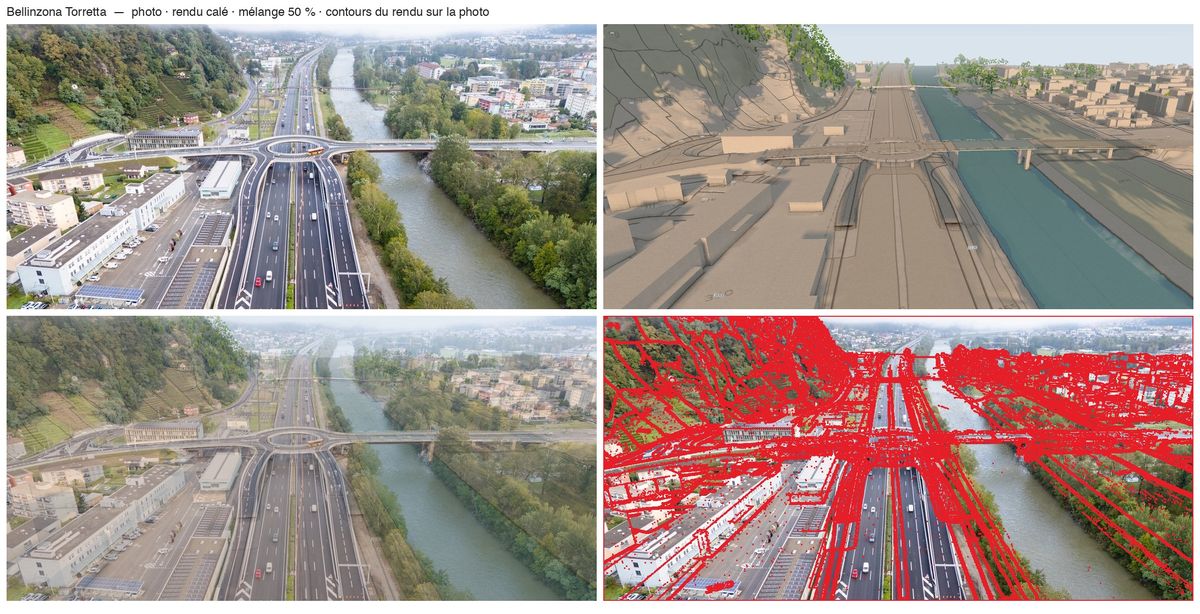 Bellinzona Torretta — photo · rendu calé · mélange 50 % · contours du rendu sur la photo